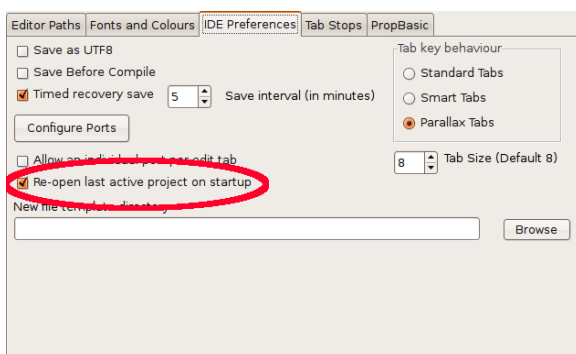 Editor Paths Fonts and Colours IDE Preferences Tab Stops PropBasic
Save as UTF8
Save Before Compile
Timed recovery save 5 Save interval (in minutes)
Configure Ports
Allow an individual port per edit tab
Re-open last active project on startup
New file template directory
Browse
Tab key behaviour
Standard Tabs
Smart Tabs
Parallax Tabs
8 Tab Size (Default 8)